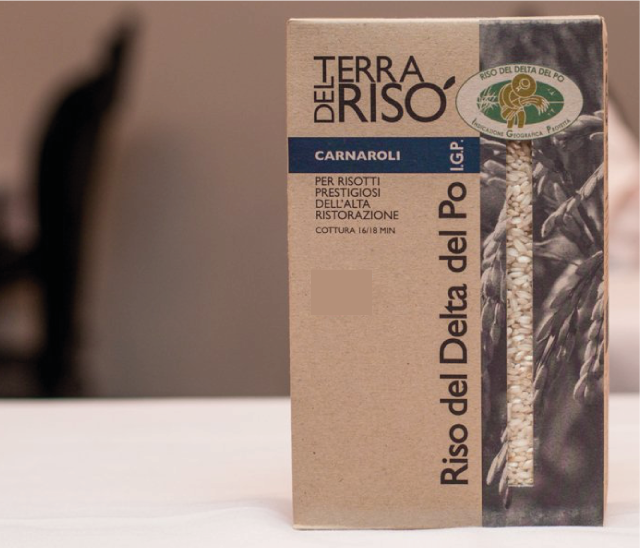 TERRA
DEL RISO
CARNAROLI
PER RISOTTI
PRESTIGIOSI
DELL'ALTA
RISTORAZIONE
COTTURA 16/18 MIN
Riso del Delta del Po I.G.P.
RISO DEL DELTA DEL PO
INDICAZIONE GEOGRAFICA PROTETTA